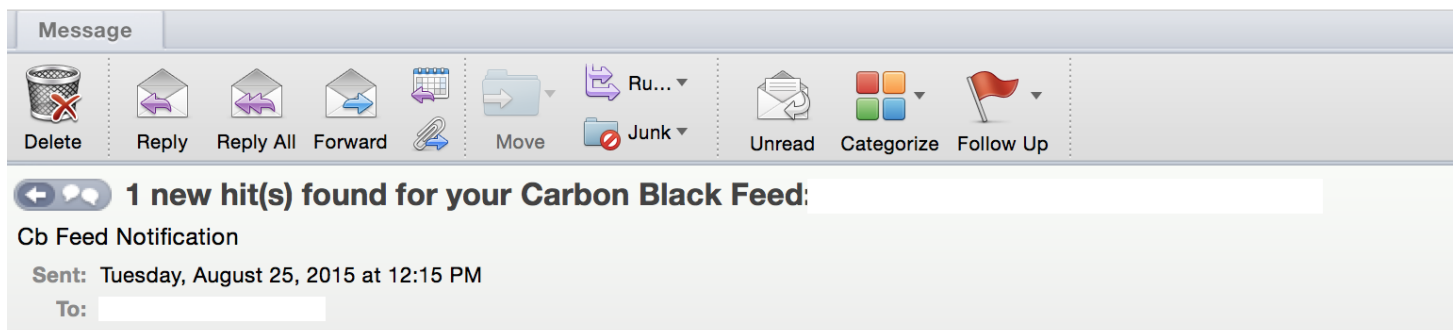 Message
Delete
Reply
Reply All
Forward
Move
Ru...
Junk
Unread
Categorize
Follow Up
1 new hit(s) found for your Carbon Black Feed:
Cb Feed Notification
Sent: Tuesday, August 25, 2015 at 12:15 PM
To: